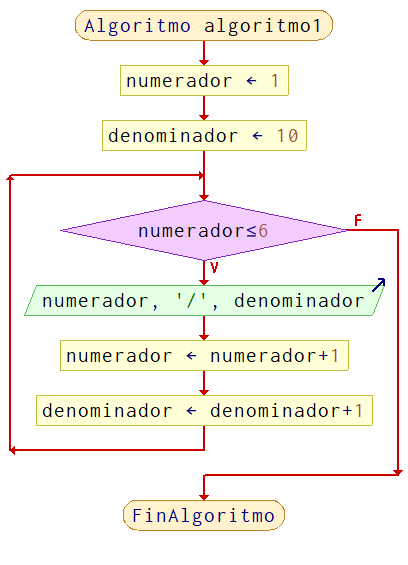 Algoritmo algoritmo1
numerador ← 1
denominador ← 10
numerador≤6
F
V
numerador, '/', denominador
numerador ← numerador+1
denominador ← denominador+1
FinAlgoritmo